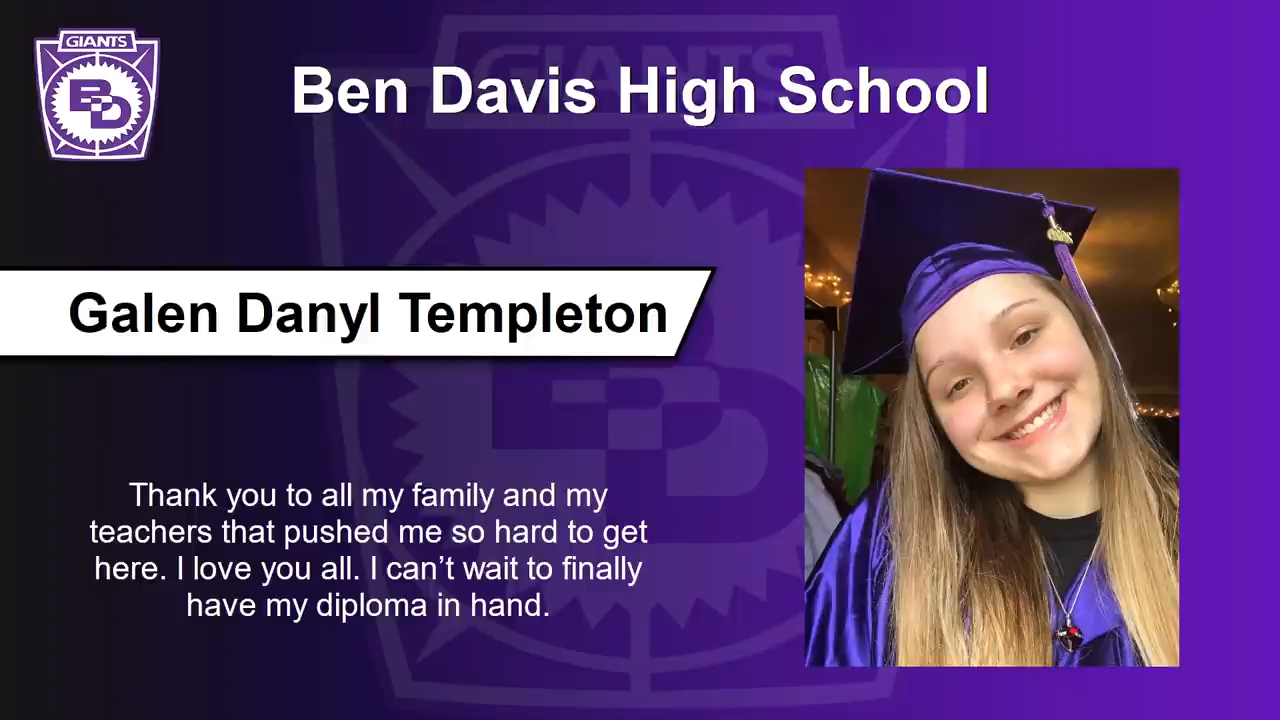 GIANTS
BD
GIANTS
Ben Davis High School
Galen Danyl Templeton
Thank you to all my family and my
teachers that pushed me so hard to get
here. I love you all. I can’t wait to finally
have my diploma in hand.